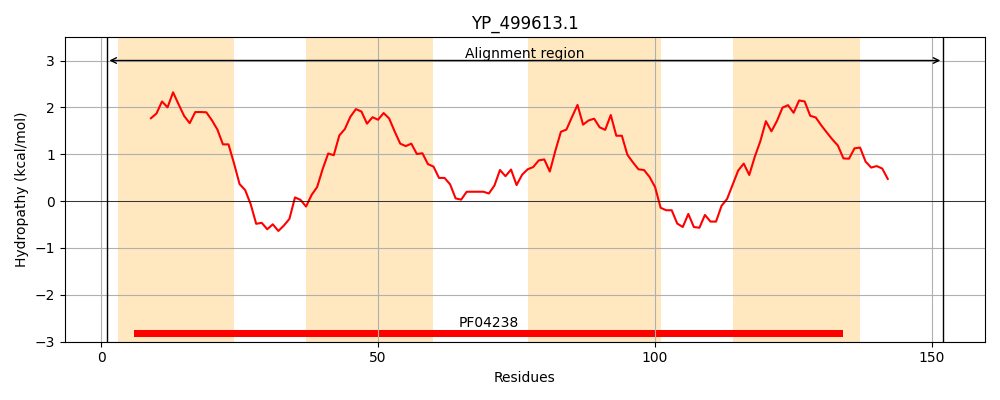 YP_499613.1
Alignment region
3
2
1
0
−1
−2
−3
Hydropathy (kcal/mol)
PF04238
0
50
100
150
Residues